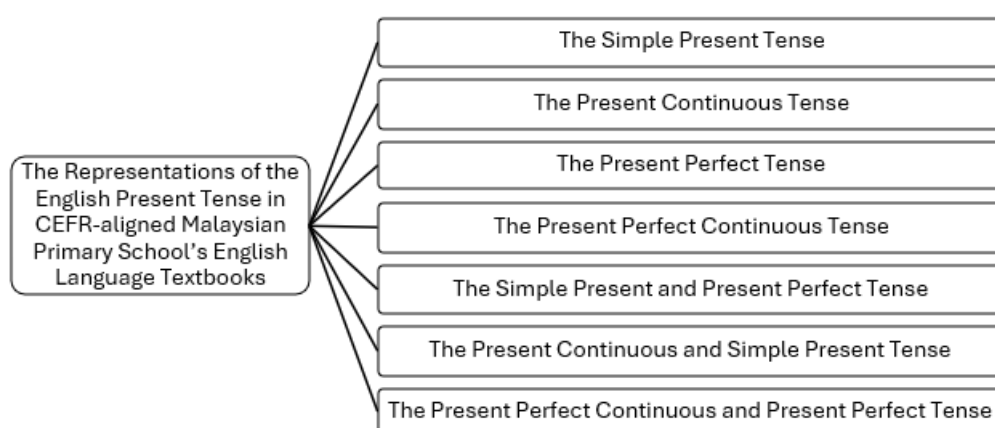 The Representations of the
English Present Tense in
CEFR-aligned Malaysian
Primary School’s English
Language Textbooks
The Simple Present Tense
The Present Continuous Tense
The Present Perfect Tense
The Present Perfect Continuous Tense
The Simple Present and Present Perfect Tense
The Present Continuous and Simple Present Tense
The Present Perfect Continuous and Present Perfect Tense